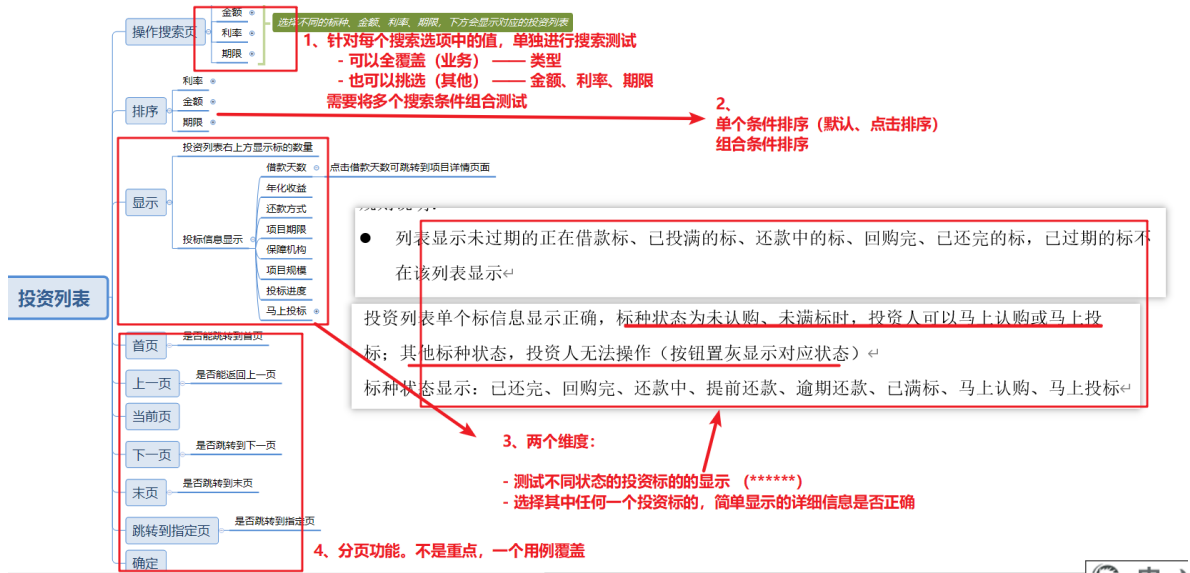 金额
选择不同的标种、金额、利率、期限，下方会显示对应的投资列表
操作搜索页
利率
期限
1、针对每个搜索选项中的值，单独进行搜索测试
- 可以全覆盖（业务）—— 类型
- 也可以挑选（其他）—— 金额、利率、期限
需要将多个搜索条件组合测试
利率
排序
金额
期限
2、
单个条件排序（默认、点击排序）
组合条件排序
投资列表右上方显示标的数量
借款天数
点击借款天数可跳转到项目详情页面
年化收益
显示
还款方式
项目期限
投标信息显示
保障机构
项目规模
投标进度
马上投标
● 列表显示未过期的正在借款标、已投满的标、还款中的标、回购完、已还完的标，已过期的标不
在该列表显示↵
投资列表单个标信息显示正确，标种状态为未认购、未满标时，投资人可以马上认购或马上投
标；其他标种状态，投资人无法操作（按钮置灰显示对应状态）↵
标种状态显示：已还完、回购完、还款中、提前还款、逾期还款、已满标、马上认购、马上投标↵
投资列表
首页
是否能跳转到首页
上一页
是否能返回上一页
当前页
下一页
是否跳转到下一页
末页
是否跳转到末页
跳转到指定页
是否跳转到指定页
确定
3、两个维度：
- 测试不同状态的投资标的的显示 （******）
- 选择其中任何一个投资标的，简单显示的详细信息是否正确
4、分页功能。不是重点，一个用例覆盖